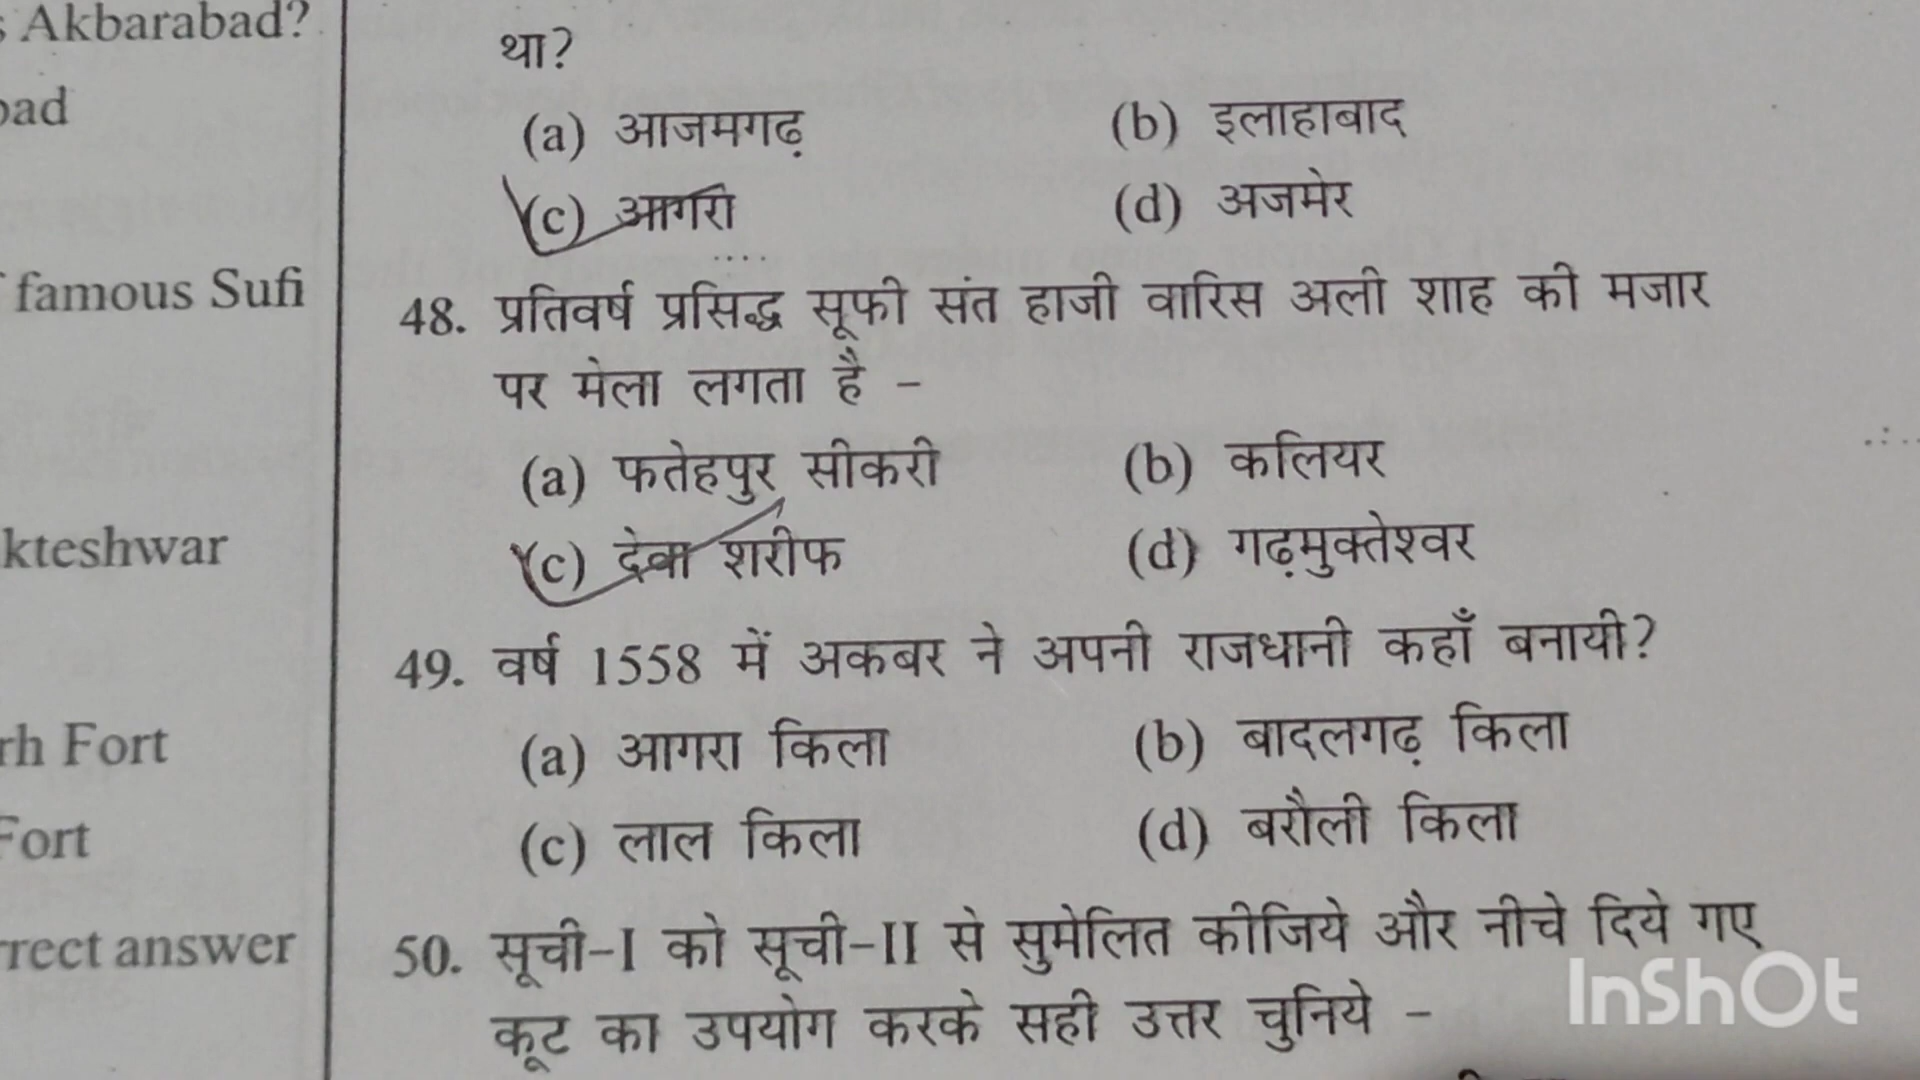 Akbarabad?
famous Sufi
kteshwar
rh Fort
Fort
rrect answer
था?
(a) आजमगढ़ (b) इलाहाबाद
(c) आगरा (d) अजमेर
48. प्रतिवर्ष प्रसिद्ध सूफी संत हाजी वारिस अली शाह की मजार
पर मेला लगता है –
(a) फतेहपुर सीकरी (b) कलियर
(c) देवा शरीफ (d) गढ़मुक्तेश्वर
49. वर्ष 1558 में अकबर ने अपनी राजधानी कहाँ बनायी?
(a) आगरा किला (b) बादलगढ़ किला
(c) लाल किला (d) बरौली किला
50. सूची-I को सूची-II से सुमेलित कीजिये और नीचे दिये गए
कूट का उपयोग करके सही उत्तर चुनिये –
InShOt